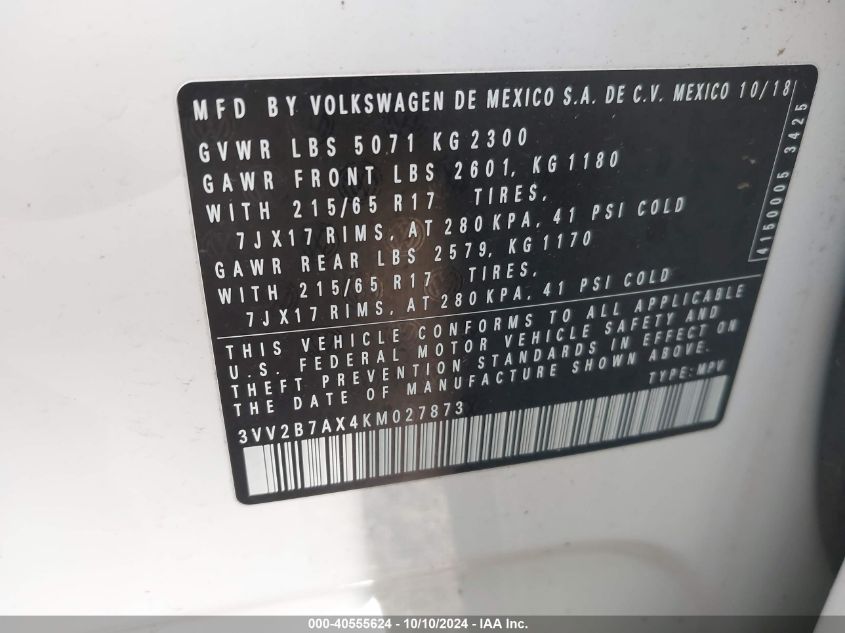 MFD BY VOLKSWAGEN DE MEXICO S.A. DE C.V. MEXICO 10/18
GVWR LBS 5071 KG 2300
GAWR FRONT LBS 2601, KG 1180
WITH 215/65 R17 TIRES,
7JX17 RIMS, AT 280 KPA, 41 PSI COLD
GAWR REAR LBS 2579, KG 1170
WITH 215/65 R17 TIRES,
7JX17 RIMS, AT 280 KPA, 41 PSI COLD
4150005 3425
THIS VEHICLE CONFORMS TO ALL APPLICABLE
U.S. FEDERAL MOTOR VEHICLE SAFETY AND
THEFT PREVENTION STANDARDS IN EFFECT ON
THE DATE OF MANUFACTURE SHOWN ABOVE.
TYPE: MPV
3VV2B7AX4KM027873
000-40555624 - 10/10/2024 - IAA Inc.